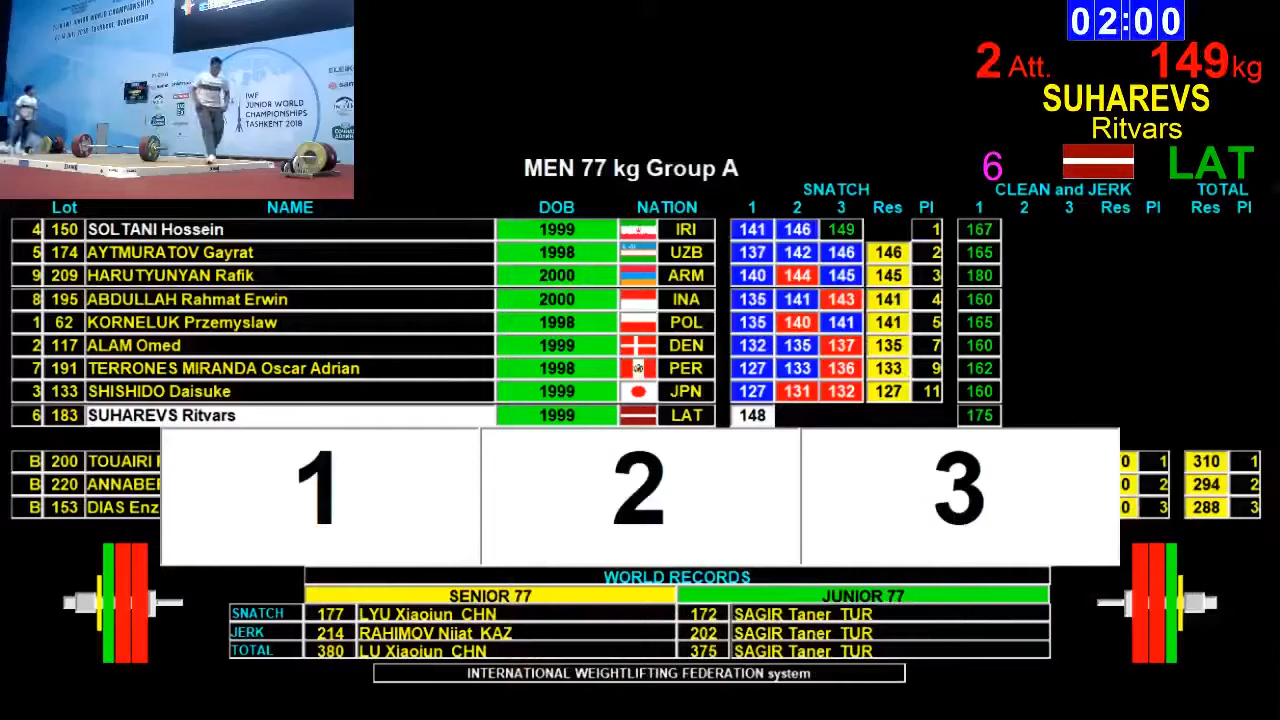 IWF
JUNIOR WORLD
CHAMPIONSHIPS
TASHKENT 2018
02:00
2 Att. 149kg
SUHAREVS
Ritvars
6 LAT
MEN 77 kg Group A
SNATCH CLEAN and JERK TOTAL
Lot NAME DOB NATION 1 2 3 Res Pl 1 2 3 Res Pl Res Pl
4 150 SOLTANI Hossein 1999 IRI 141 146 149 1 167
5 174 AYTMURATOV Gayrat 1998 UZB 137 142 146 146 2 165
9 209 HARUTYUNYAN Rafik 2000 ARM 140 144 145 145 3 180
8 195 ABDULLAH Rahmat Erwin 2000 INA 135 141 143 141 4 160
1 62 KORNELUK Przemyslaw 1998 POL 135 140 141 141 5 165
2 117 ALAM Omed 1999 DEN 132 135 137 135 7 160
7 191 TERRONES MIRANDA Oscar Adrian 1998 PER 127 133 136 133 9 162
3 133 SHISHIDO Daisuke 1999 JPN 127 131 132 127 11 160
6 183 SUHAREVS Ritvars 1999 LAT 148 175
1 2 3
B 200 TOUAIRI 0 1 310 1
B 220 ANNABE 0 2 294 2
B 153 DIAS Enz 0 3 288 3
WORLD RECORDS
SENIOR 77 JUNIOR 77
SNATCH 177 LYU Xiaojun CHN 172 SAGIR Taner TUR
JERK 214 RAHIMOV Nijat KAZ 202 SAGIR Taner TUR
TOTAL 380 LU Xiaojun CHN 375 SAGIR Taner TUR
INTERNATIONAL WEIGHTLIFTING FEDERATION system